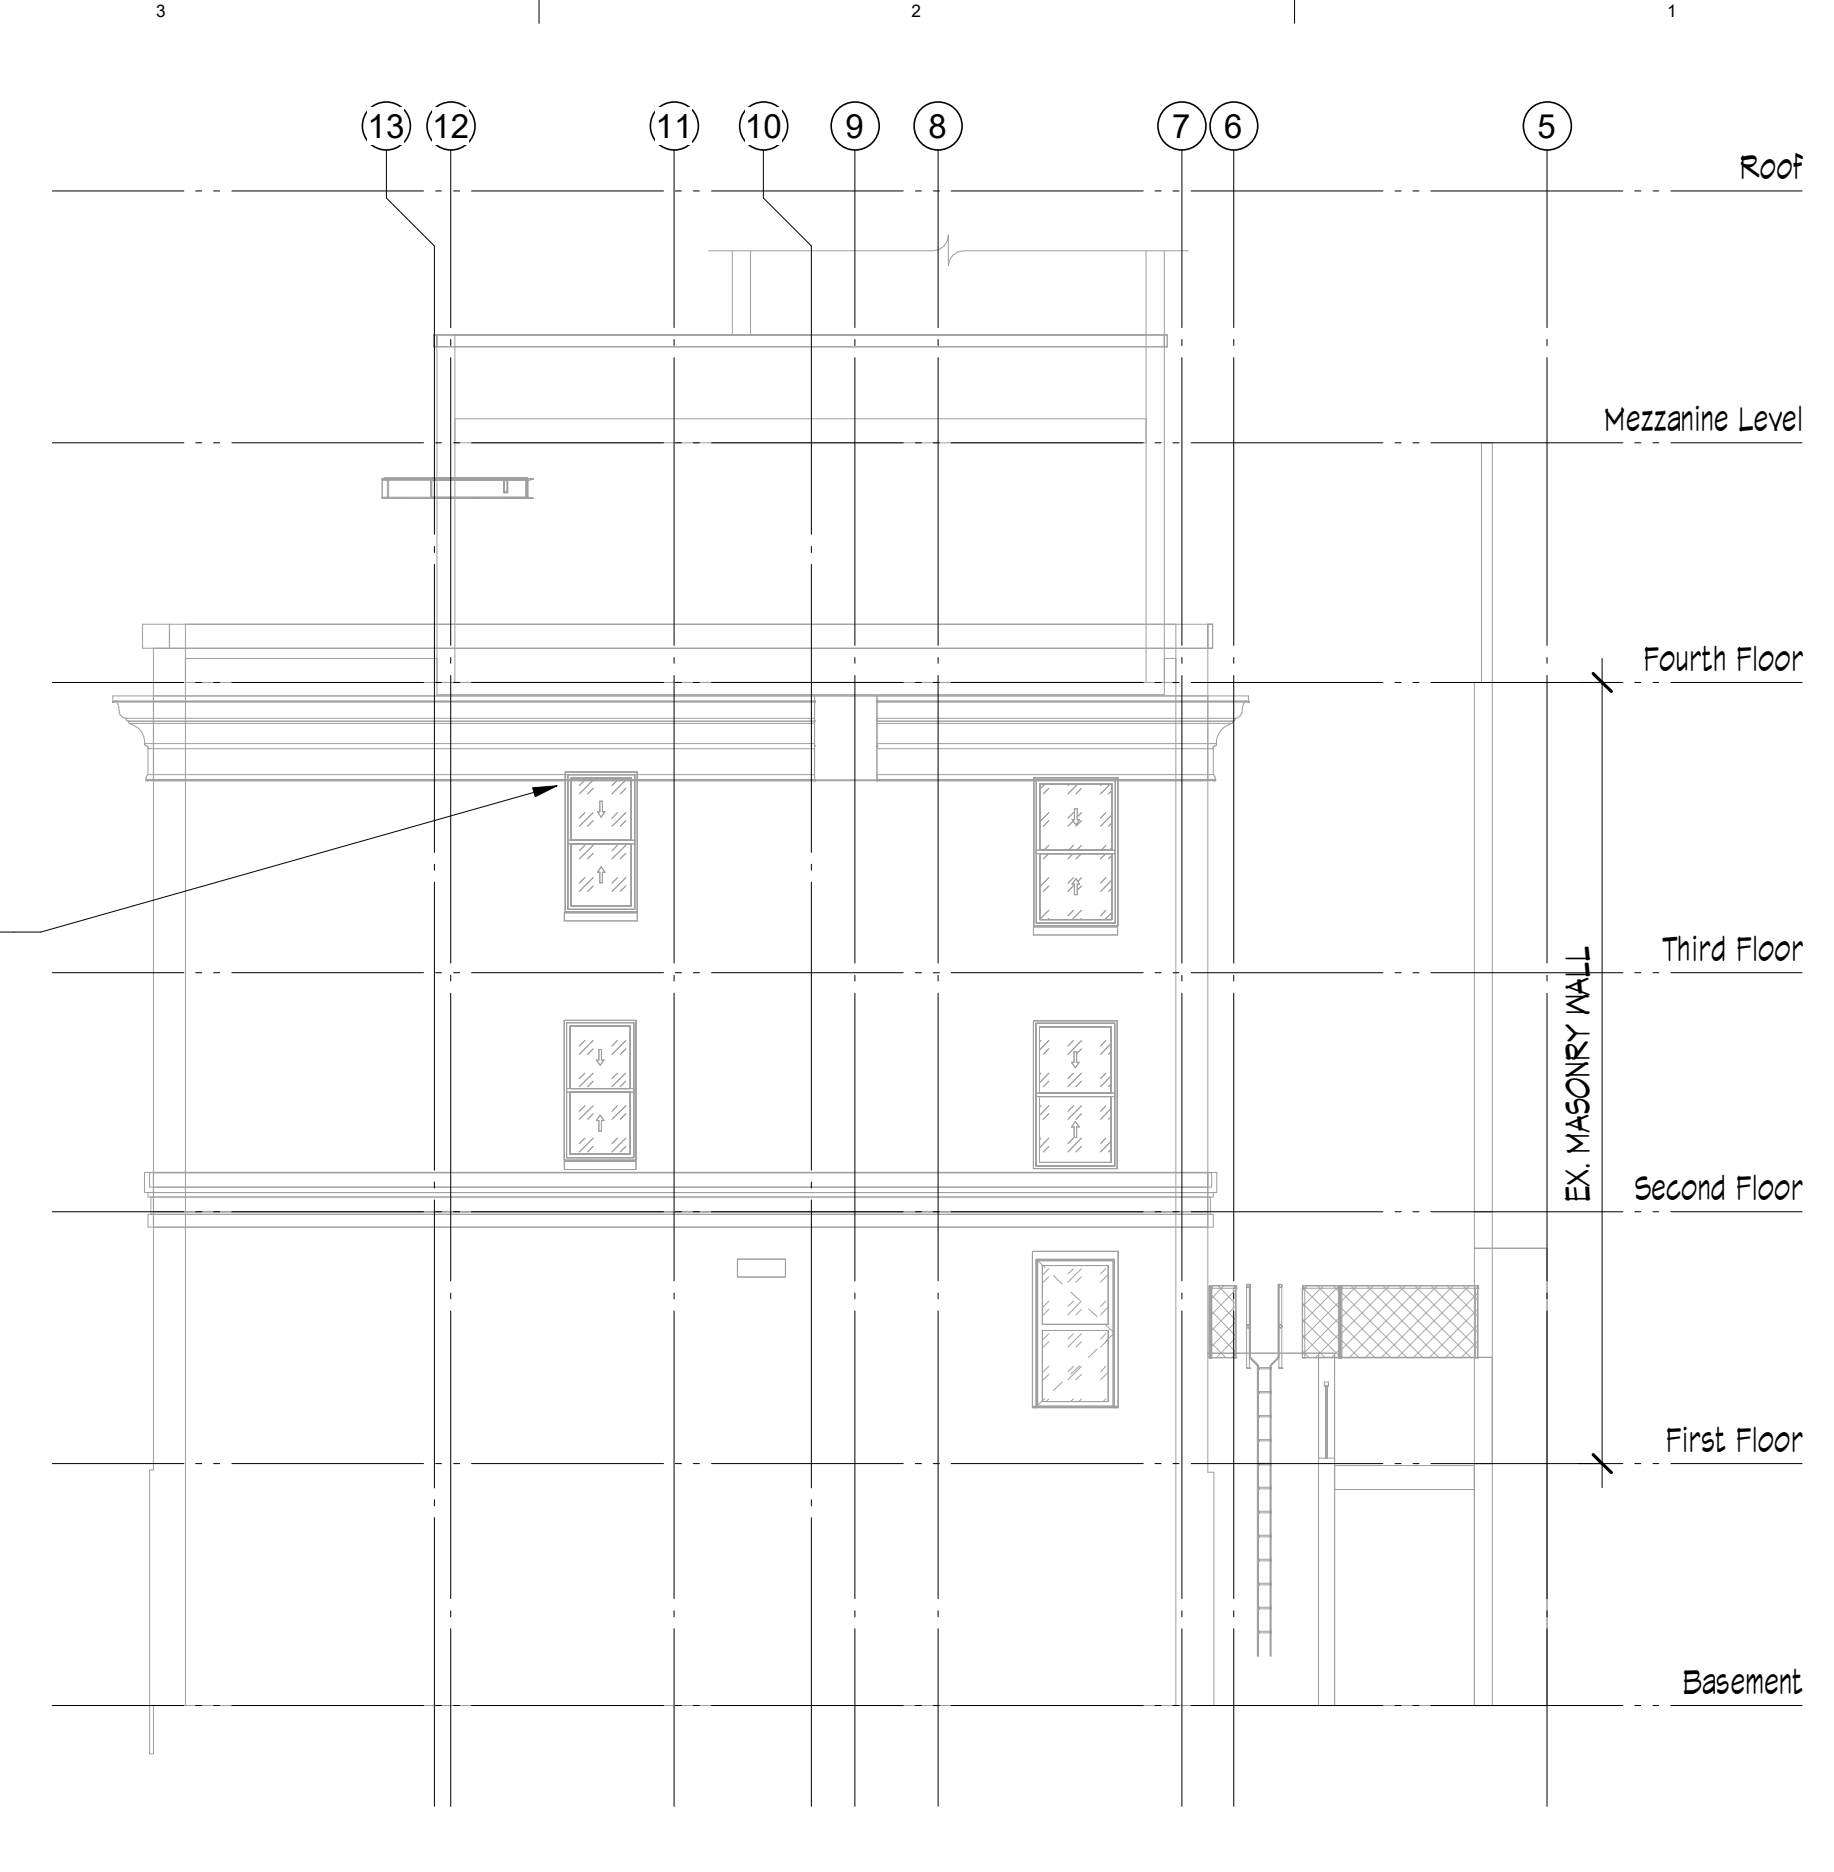 3 2 1
13 12 11 10 9 8 7 6 5
Roof
Mezzanine Level
Fourth Floor
Third Floor
EX. MASONRY WALL
Second Floor
First Floor
Basement